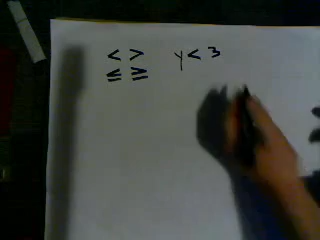 < > y < 3
≤ ≥